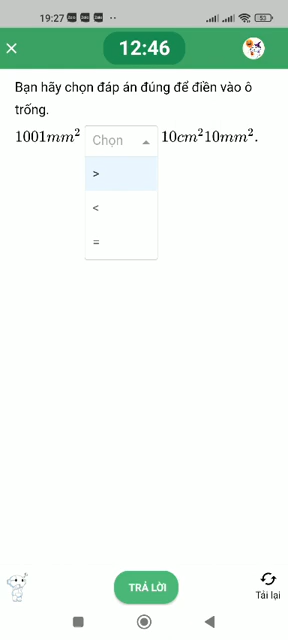 19:27
53
12:46
Bạn hãy chọn đáp án đúng để điền vào ô
trống.
1001mm² Chọn 10cm²10mm².
>
<
=
TRẢ LỜI
Tải lại